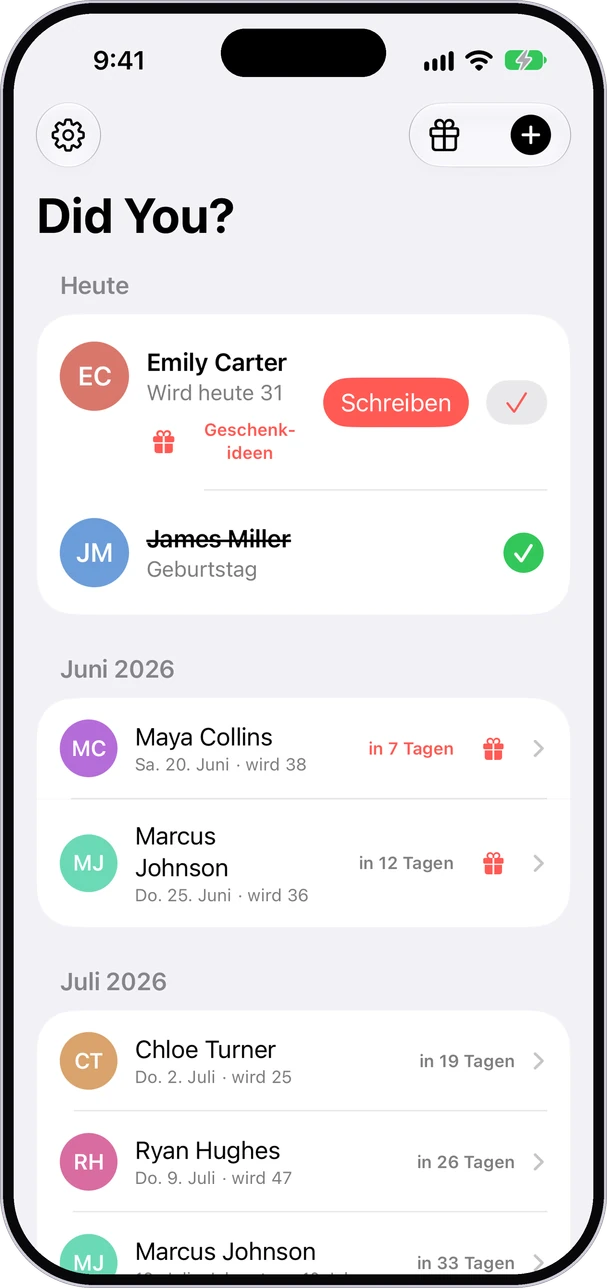 9:41
Did You?
Heute
EC
Emily Carter
Wird heute 31
Geschenk-
ideen
Schreiben
JM
James Miller
Geburtstag
Juni 2026
MC
Maya Collins
Sa. 20. Juni · wird 38
in 7 Tagen
MJ
Marcus
Johnson
Do. 25. Juni · wird 36
in 12 Tagen
Juli 2026
CT
Chloe Turner
Do. 2. Juli · wird 25
in 19 Tagen
RH
Ryan Hughes
Do. 9. Juli · wird 47
in 26 Tagen
MJ
Marcus Johnson
in 33 Tagen